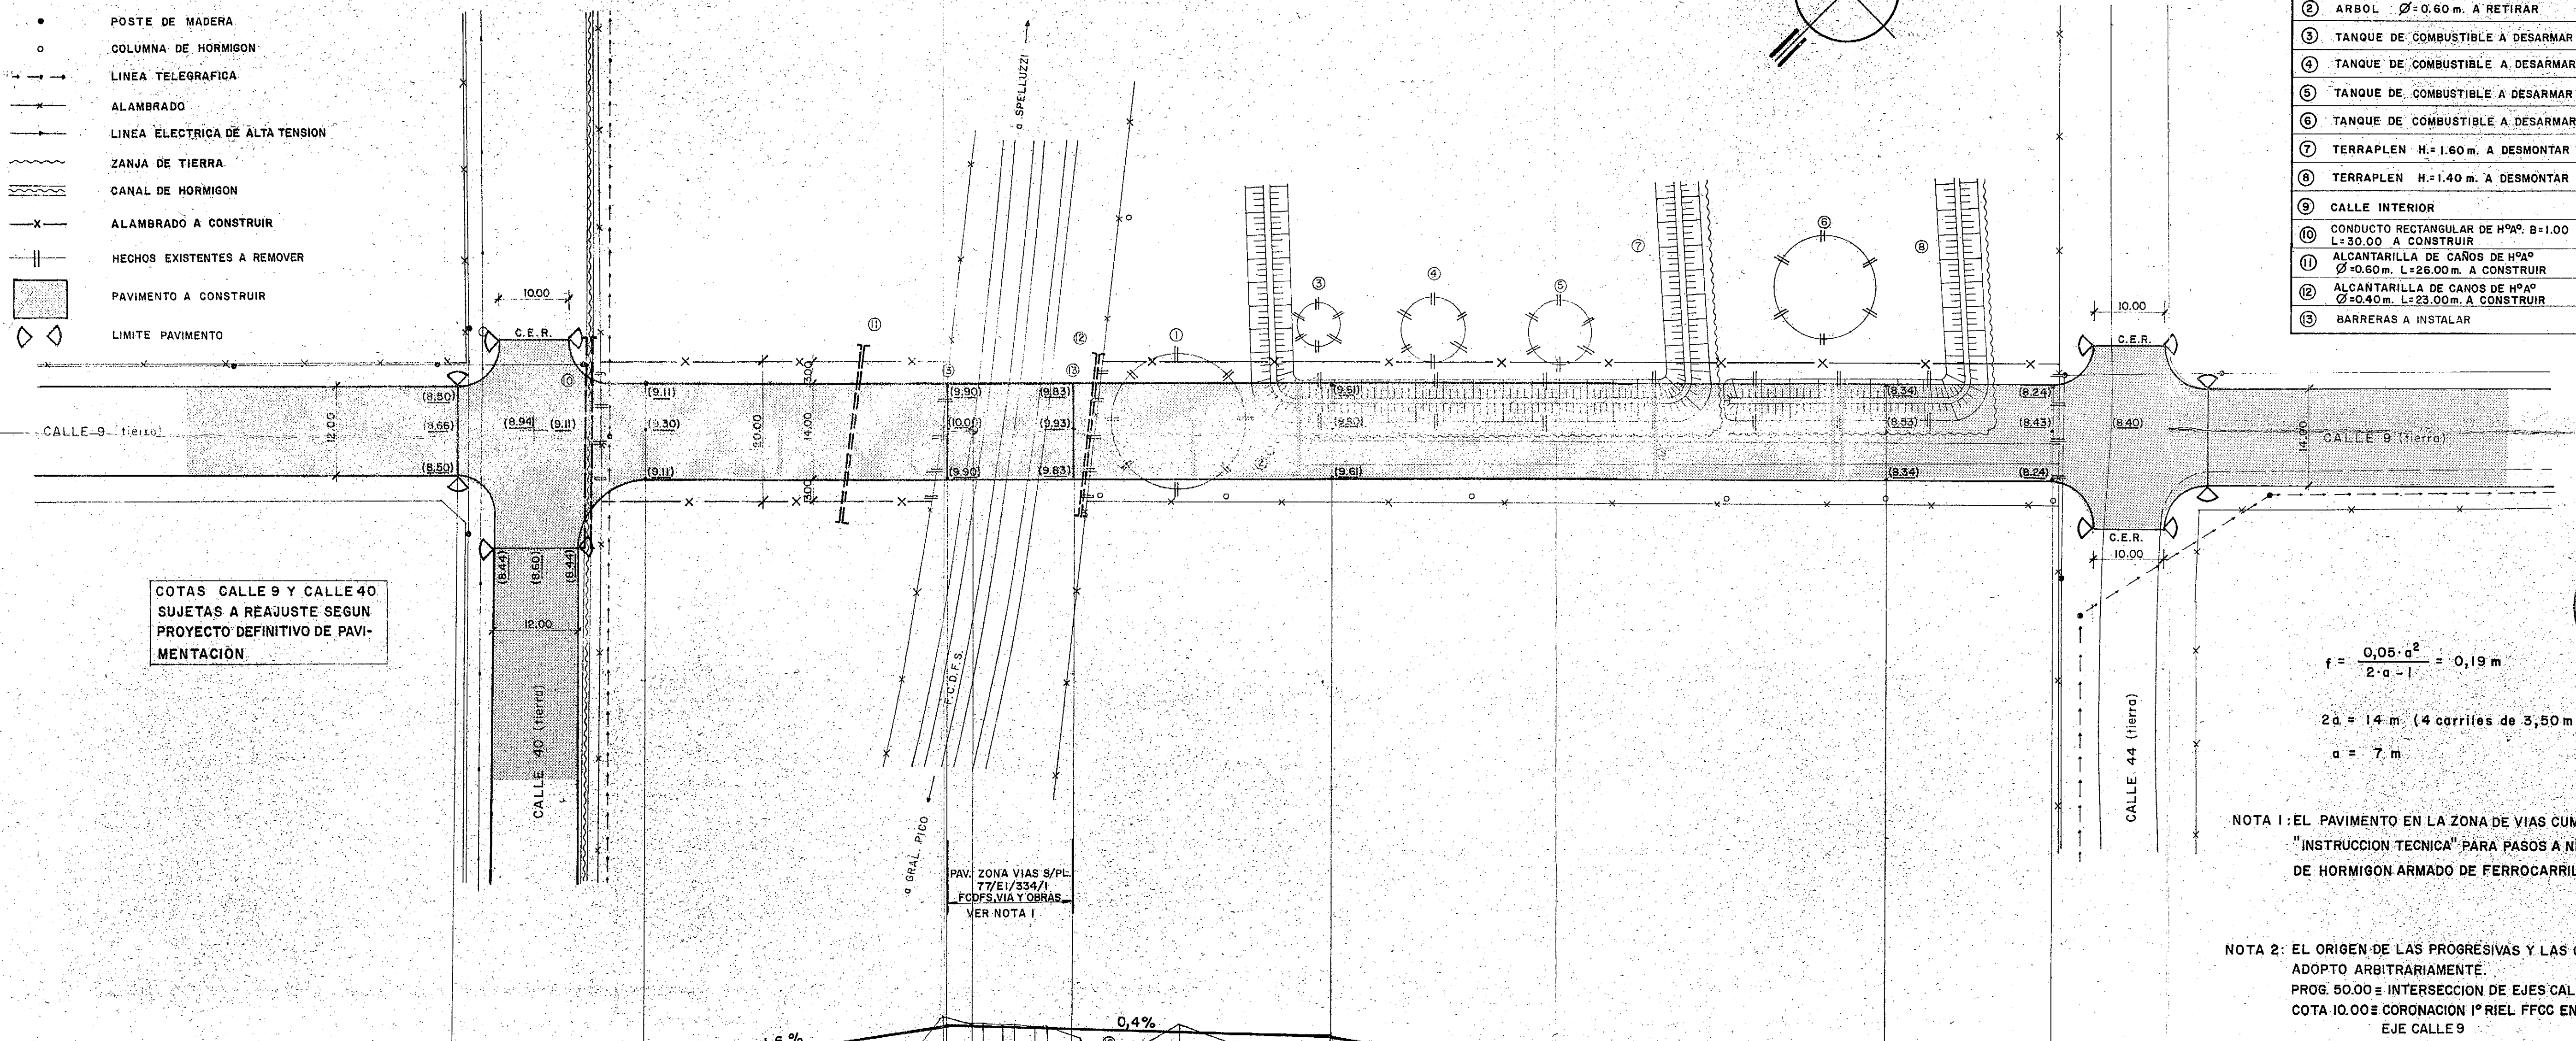 POSTE DE MADERA
COLUMNA DE HORMIGON
LINEA TELEGRAFICA
ALAMBRADO
LINEA ELECTRICA DE ALTA TENSION
ZANJA DE TIERRA
CANAL DE HORMIGON
ALAMBRADO A CONSTRUIR
HECHOS EXISTENTES A REMOVER
PAVIMENTO A CONSTRUIR
LIMITE PAVIMENTO
② ARBOL Ø=0.60 m. A RETIRAR
③ TANQUE DE COMBUSTIBLE A DESARMAR
④ TANQUE DE COMBUSTIBLE A DESARMAR
⑤ TANQUE DE COMBUSTIBLE A DESARMAR
⑥ TANQUE DE COMBUSTIBLE A DESARMAR
⑦ TERRAPLEN H.=1.60 m. A DESMONTAR
⑧ TERRAPLEN H.=1.40 m. A DESMONTAR
⑨ CALLE INTERIOR
⑩ CONDUCTO RECTANGULAR DE HºAº. B=1.00
L=30.00 A CONSTRUIR
⑪ ALCANTARILLA DE CAÑOS DE HºAº
Ø=0.60 m. L=26.00 m. A CONSTRUIR
⑫ ALCANTARILLA DE CANOS DE HºAº
Ø=0.40 m. L=23.00 m. A CONSTRUIR
⑬ BARRERAS A INSTALAR
a SPELLUZZI
⑦
⑥
⑧
③
④
⑤
10.00
C.E.R.
10.00
C.E.R.
⑪
⑫
①
⑩
⑬
3.00
(8.50)
(9.11)
(9.90)
(9.83)
(9.61)
(8.34)
(8.24)
CALLE 9 (tierra)
12.00
(8.94)
(9.11)
(9.30)
20.00
14.00
(9.93)
(8.43)
(8.40)
14.00
CALLE 9 (tierra)
(8.50)
(9.11)
3.00
(9.90)
(9.83)
(9.61)
(8.34)
(8.24)
C.E.R.
10.00
(8.44)
(8.60)
(8.44)
12.00
CALLE 40 (tierra)
COTAS CALLE 9 Y CALLE 40
SUJETAS A REAJUSTE SEGUN
PROYECTO DEFINITIVO DE PAVI-
MENTACIÓN
F.C.D.F.S.
a GRAL. PICO
PAV. ZONA VIAS S/PL.
77/E1/334/1
FCDFS, VIA Y OBRAS
VER NOTA 1
CALLE 44 (tierra)
f = 0,05·a² / 2·a - 1 = 0,19 m
2a = 14 m (4 carriles de 3,50 m
a = 7 m
NOTA 1: EL PAVIMENTO EN LA ZONA DE VIAS CUM
"INSTRUCCION TECNICA" PARA PASOS A N
DE HORMIGON ARMADO DE FERROCARRIL
NOTA 2: EL ORIGEN DE LAS PROGRESIVAS Y LAS
ADOPTO ARBITRARIAMENTE.
PROG. 50.00 ≡ INTERSECCION DE EJES CAL
COTA 10.00 ≡ CORONACION 1º RIEL FFCC EN
EJE CALLE 9
0,4%